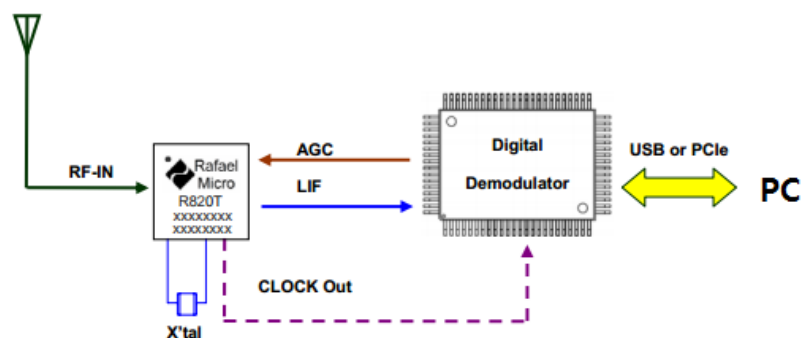 AGC
Digital
Demodulator
USB or PCIe
PC
RF-IN
Rafael
Micro
R820T
XXXXXXXX
XXXXXXXX
LIF
CLOCK Out
X'tal